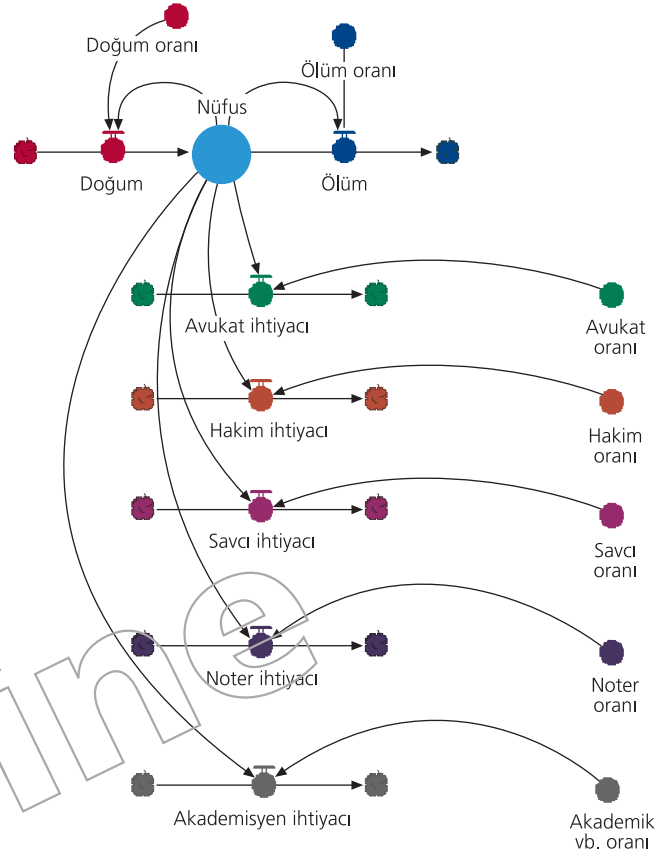 Doğum oranı
Ölüm oranı
Nüfus
Doğum
Ölüm
Avukat ihtiyacı
Avukat
oranı
Hakim ihtiyacı
Hakim
oranı
Savcı ihtiyacı
Savcı
oranı
Noter ihtiyacı
Noter
oranı
Akademisyen ihtiyacı
Akademik
vb. oranı
ine